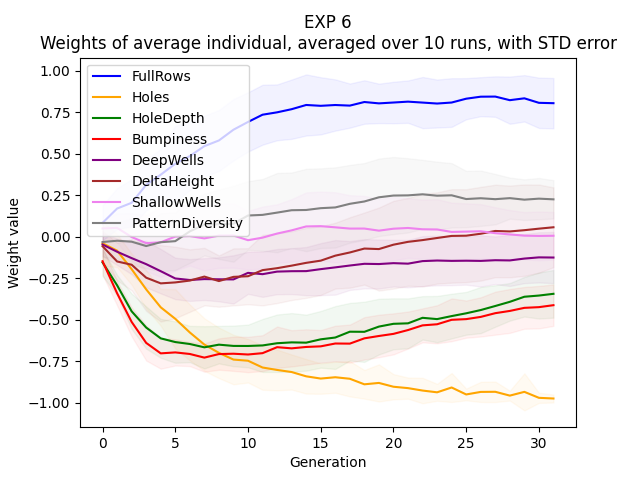 EXP 6
Weights of average individual, averaged over 10 runs, with STD error
Weight value
1.00
0.75
0.50
0.25
0.00
−0.25
−0.50
−0.75
−1.00
FullRows
Holes
HoleDepth
Bumpiness
DeepWells
DeltaHeight
ShallowWells
PatternDiversity
0 5 10 15 20 25 30
Generation